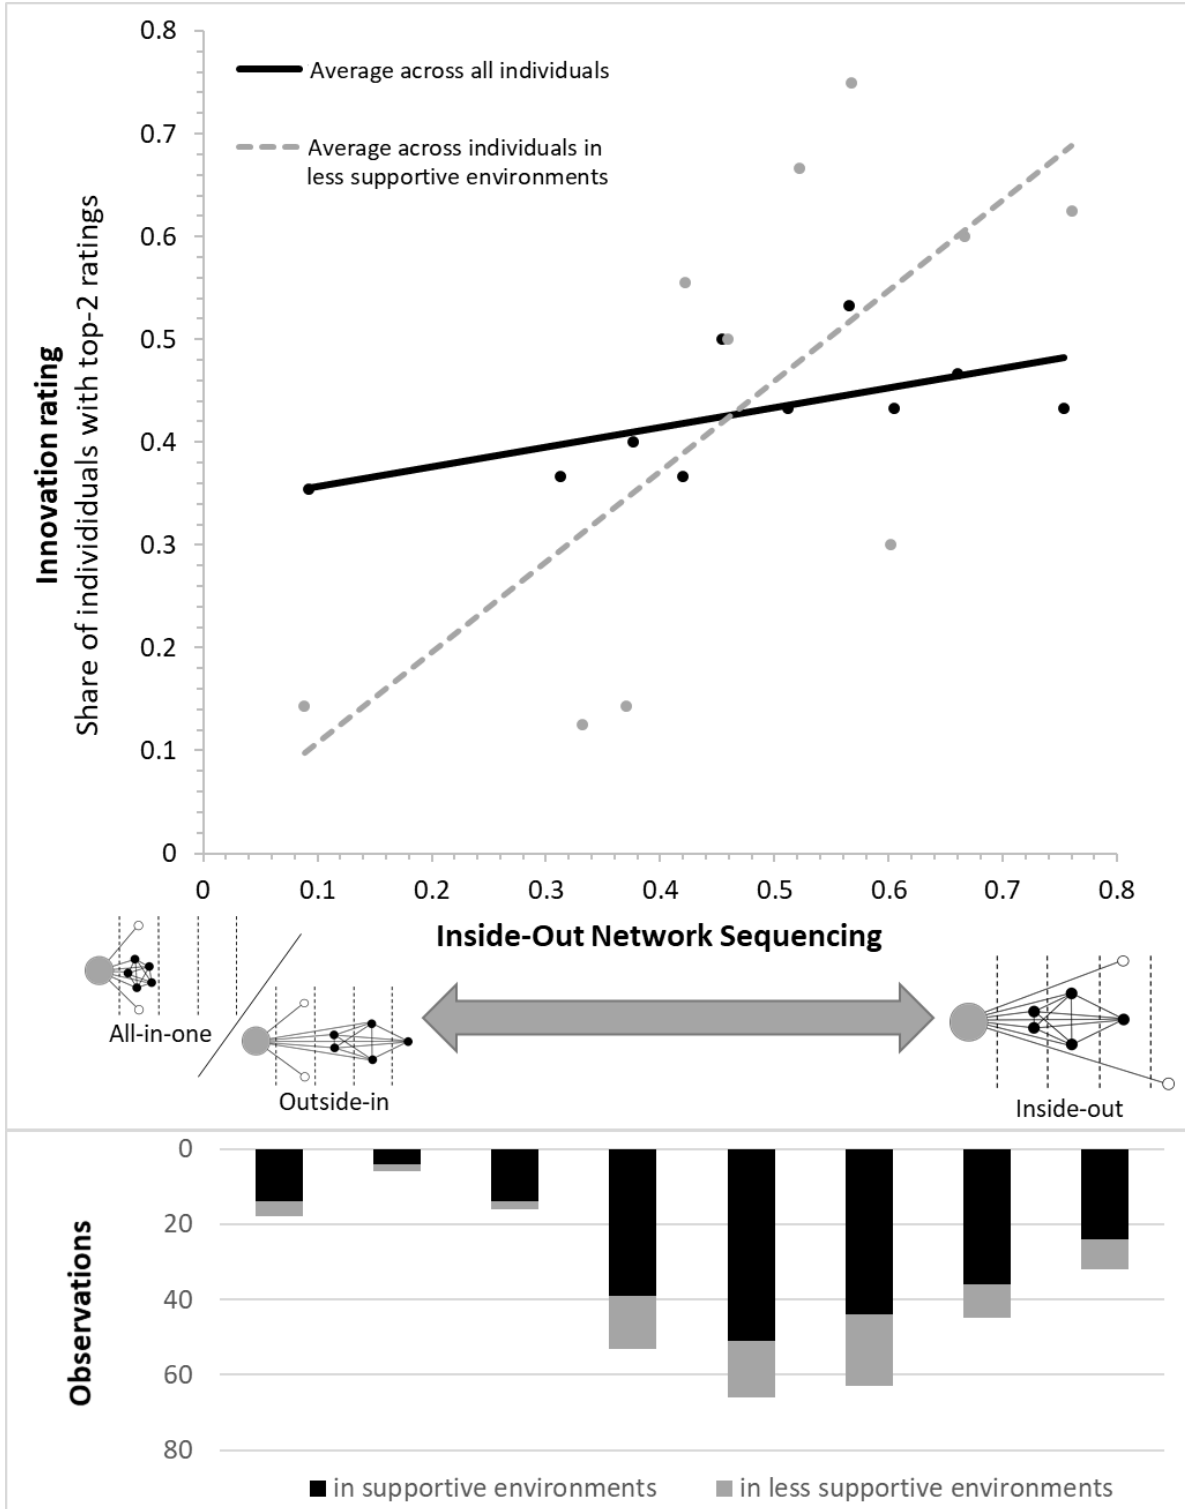 0.8
0.7
0.6
0.5
0.4
0.3
0.2
0.1
0
Average across all individuals
Average across individuals in
less supportive environments
Innovation rating
Share of individiduals with top-2 ratings
0 0.1 0.2 0.3 0.4 0.5 0.6 0.7 0.8
Inside-Out Network Sequencing
All-in-one
Outside-in
Inside-out
Observations
0
20
40
60
80
in supportive environments
in less supportive environments